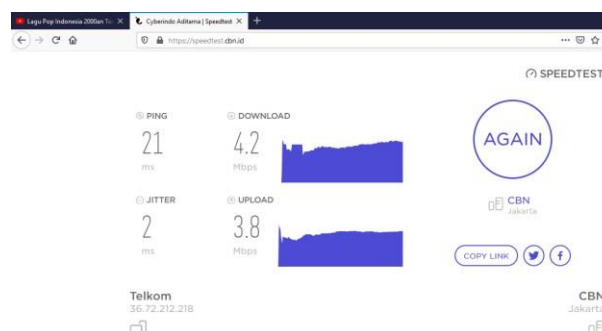 Lagu Pop Indonesia 2000an
Cyberindo Aditama | Speedtest
https://speedtest.cbn.id
SPEEDTEST
PING
21
ms
DOWNLOAD
4.2
Mbps
AGAIN
JITTER
2
ms
UPLOAD
3.8
Mbps
CBN
Jakarta
COPY LINK
Telkom
36.72.212.218
CBN
Jakarta